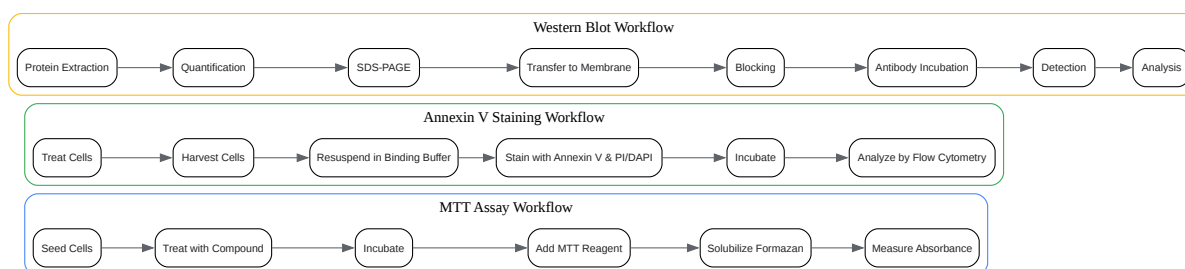 Western Blot Workflow
Protein Extraction
Quantification
SDS-PAGE
Transfer to Membrane
Blocking
Antibody Incubation
Detection
Analysis
Annexin V Staining Workflow
Treat Cells
Harvest Cells
Resuspend in Binding Buffer
Stain with Annexin V & PI/DAPI
Incubate
Analyze by Flow Cytometry
MTT Assay Workflow
Seed Cells
Treat with Compound
Incubate
Add MTT Reagent
Solubilize Formazan
Measure Absorbance